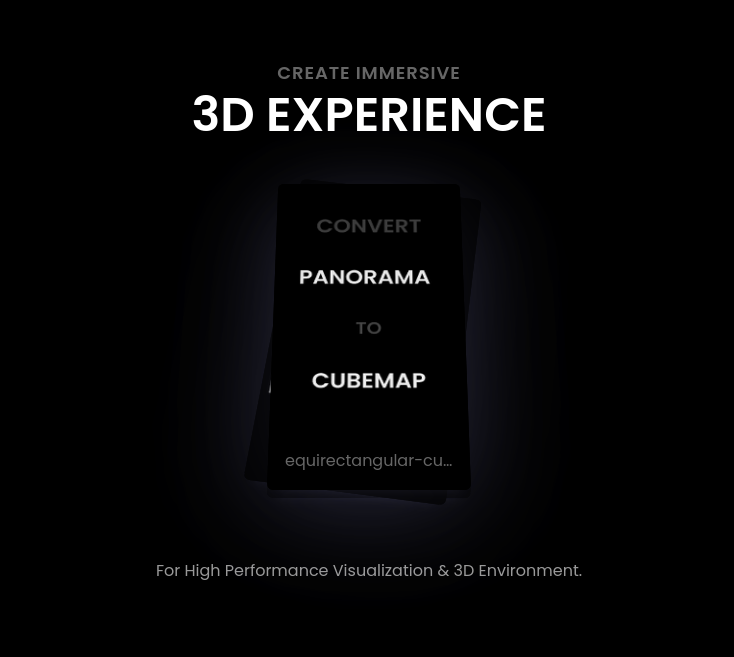 CREATE IMMERSIVE
3D EXPERIENCE
CONVERT
PANORAMA
TO
CUBEMAP
equirectangular-cu...
For High Performance Visualization & 3D Environment.